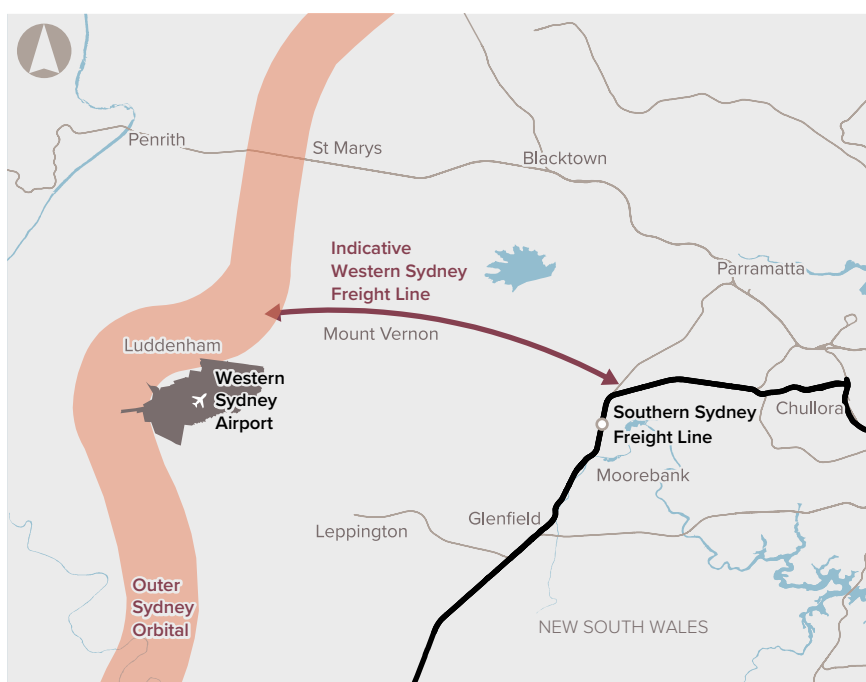 Penrith
St Marys
Blacktown
Indicative
Western Sydney
Freight Line
Parramatta
Mount Vernon
Luddenham
Western
Sydney
Airport
Southern Sydney
Freight Line
Chullora
Moorebank
Glenfield
Leppington
Outer
Sydney
Orbital
NEW SOUTH WALES